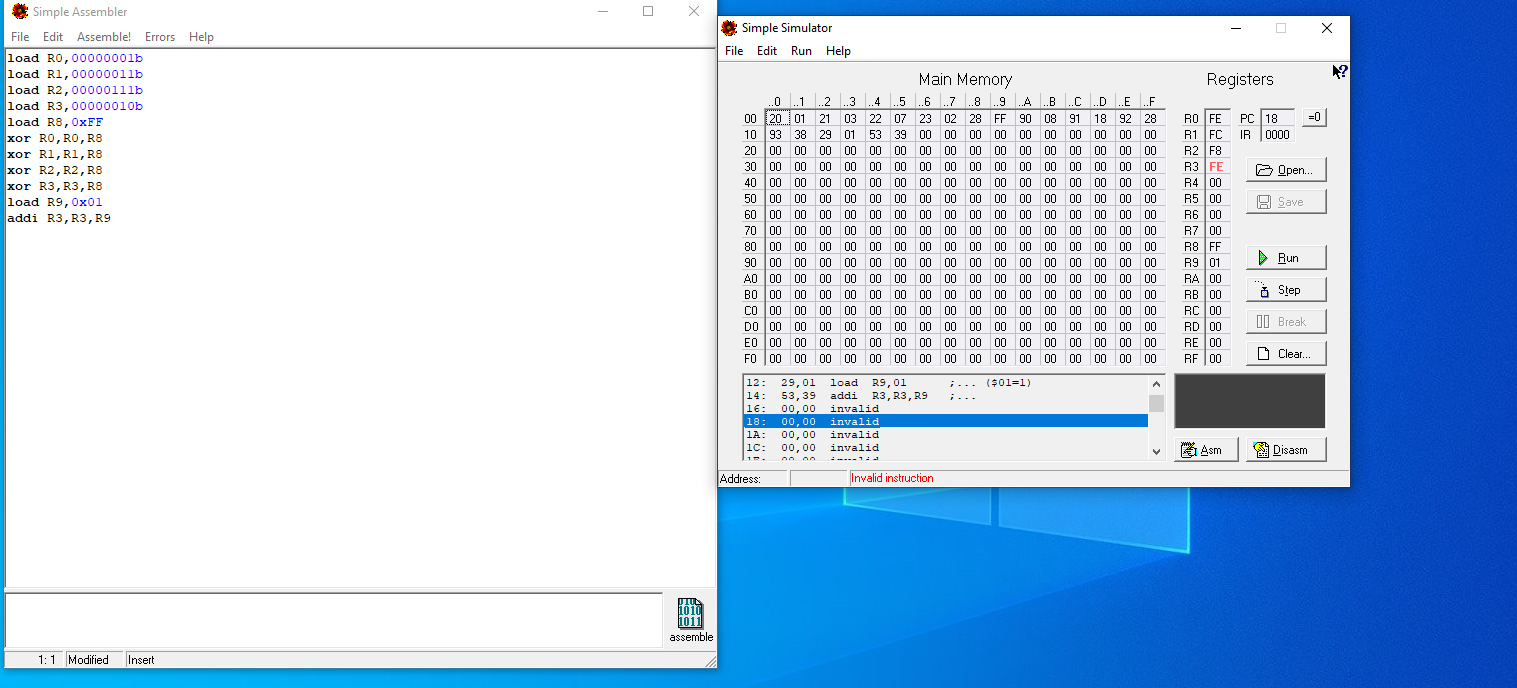 Simple Assembler
File Edit Assemble! Errors Help
load R0,00000001b
load R1,00000011b
load R2,00000111b
load R3,00000010b
load R8,0xFF
xor R0,R0,R8
xor R1,R1,R8
xor R2,R2,R8
xor R3,R3,R8
load R9,0x01
addi R3,R3,R9
010
1010
1011
assemble
1: 1 Modified Insert
Simple Simulator
File Edit Run Help
Main Memory Registers
..0 ..1 ..2 ..3 ..4 ..5 ..6 ..7 ..8 ..9 ..A ..B ..C ..D ..E ..F
00 20 01 21 03 22 07 23 02 28 FF 90 08 91 18 92 28 R0 FE PC 18 =0
10 93 38 29 01 53 39 00 00 00 00 00 00 00 00 00 00 R1 FC IR 0000
20 00 00 00 00 00 00 00 00 00 00 00 00 00 00 00 00 R2 F8
30 00 00 00 00 00 00 00 00 00 00 00 00 00 00 00 00 R3 FE Open...
40 00 00 00 00 00 00 00 00 00 00 00 00 00 00 00 00 R4 00
50 00 00 00 00 00 00 00 00 00 00 00 00 00 00 00 00 R5 00 Save
60 00 00 00 00 00 00 00 00 00 00 00 00 00 00 00 00 R6 00
70 00 00 00 00 00 00 00 00 00 00 00 00 00 00 00 00 R7 00
80 00 00 00 00 00 00 00 00 00 00 00 00 00 00 00 00 R8 FF
90 00 00 00 00 00 00 00 00 00 00 00 00 00 00 00 00 R9 01 Run
A0 00 00 00 00 00 00 00 00 00 00 00 00 00 00 00 00 RA 00
B0 00 00 00 00 00 00 00 00 00 00 00 00 00 00 00 00 RB 00 Step
C0 00 00 00 00 00 00 00 00 00 00 00 00 00 00 00 00 RC 00
D0 00 00 00 00 00 00 00 00 00 00 00 00 00 00 00 00 RD 00 Break
E0 00 00 00 00 00 00 00 00 00 00 00 00 00 00 00 00 RE 00
F0 00 00 00 00 00 00 00 00 00 00 00 00 00 00 00 00 RF 00 Clear...
12: 29,01 load R9,01 ;... ($01=1)
14: 53,39 addi R3,R3,R9 ;...
16: 00,00 invalid
18: 00,00 invalid
1A: 00,00 invalid
1C: 00,00 invalid
Asm Disasm
Address: Invalid instruction